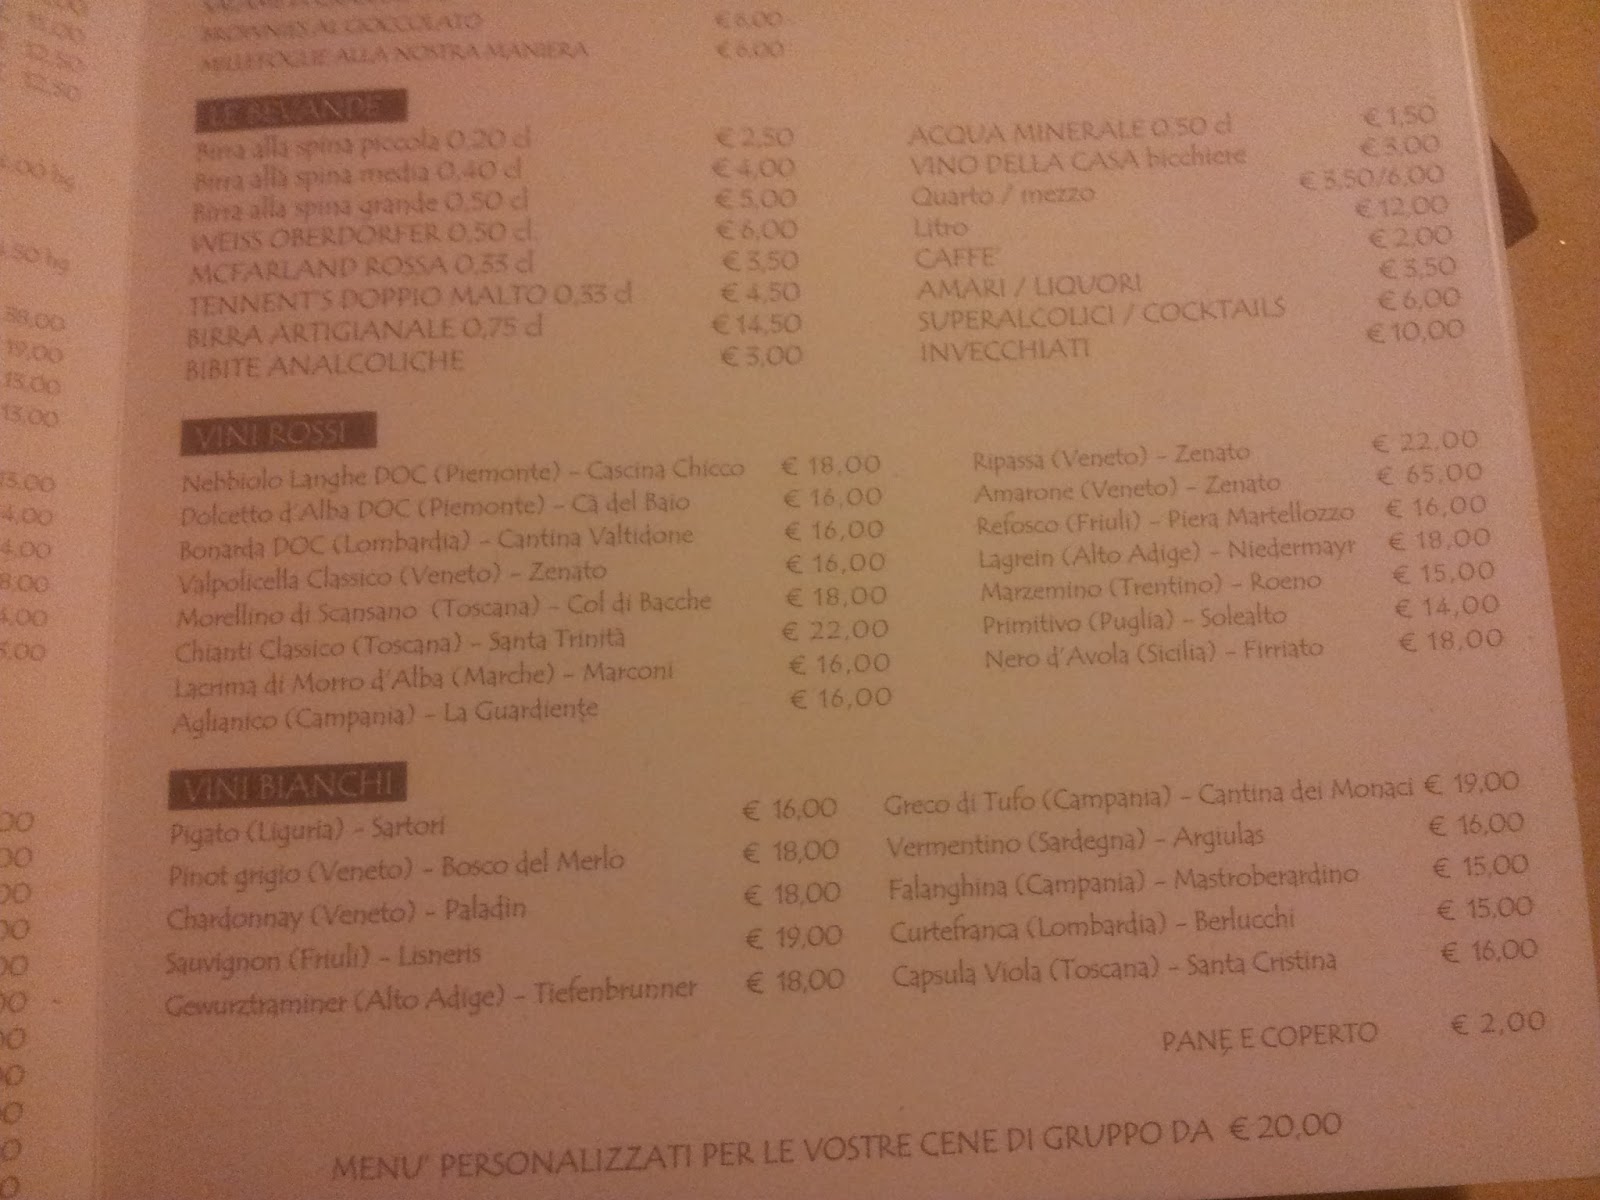 BROWNIES AL CIOCCOLATO € 6,00
MILLEFOGLIE ALLA NOSTRA MANIERA € 6,00
LE BEVANDE
Birra alla spina piccola 0,20 cl € 2,50
Birra alla spina media 0,40 cl € 4,00
Birra alla spina grande 0,50 cl € 5,00
WEISS OBERDORFER 0,50 cl. € 6,00
MCFARLAND ROSSA 0,33 cl € 3,50
TENNENT'S DOPPIO MALTO 0,33 cl € 4,50
BIRRA ARTIGIANALE 0,75 cl € 14,50
BIBITE ANALCOLICHE € 3,00
ACQUA MINERALE 0,50 cl € 1,50
VINO DELLA CASA bicchiere € 3,00
Quarto / mezzo € 3,50/6,00
Litro € 12,00
CAFFE' € 2,00
AMARI / LIQUORI € 3,50
SUPERALCOLICI / COCKTAILS € 6,00
INVECCHIATI € 10,00
VINI ROSSI
Nebbiolo Langhe DOC (Piemonte) - Cascina Chicco € 18,00
Dolcetto d'Alba DOC (Piemonte) - Cà del Baio € 16,00
Bonarda DOC (Lombardia) - Cantina Valtidone € 16,00
Valpolicella Classico (Veneto) - Zenato € 16,00
Morellino di Scansano (Toscana) - Col di Bacche € 18,00
Chianti Classico (Toscana) - Santa Trinità € 22,00
Lacrima di Morro d'Alba (Marche) - Marconi € 16,00
Aglianico (Campania) - La Guardiente € 16,00
Ripassa (Veneto) - Zenato € 22,00
Amarone (Veneto) - Zenato € 65,00
Refosco (Friuli) - Piera Martellozzo € 16,00
Lagrein (Alto Adige) - Niedermayr € 18,00
Marzemino (Trentino) - Roeno € 15,00
Primitivo (Puglia) - Solealto € 14,00
Nero d'Avola (Sicilia) - Firriato € 18,00
VINI BIANCHI
Pigato (Liguria) - Sartori € 16,00
Pinot grigio (Veneto) - Bosco del Merlo € 18,00
Chardonnay (Veneto) - Paladin € 18,00
Sauvignon (Friuli) - Lisneris € 19,00
Gewurztraminer (Alto Adige) - Tiefenbrunner € 18,00
Greco di Tufo (Campania) - Cantina dei Monaci € 19,00
Vermentino (Sardegna) - Argiulas € 16,00
Falanghina (Campania) - Mastroberardino € 15,00
Curtefranca (Lombardia) - Berlucchi € 15,00
Capsula Viola (Toscana) - Santa Cristina € 16,00
PANE E COPERTO € 2,00
MENU' PERSONALIZZATI PER LE VOSTRE CENE DI GRUPPO DA € 20,00